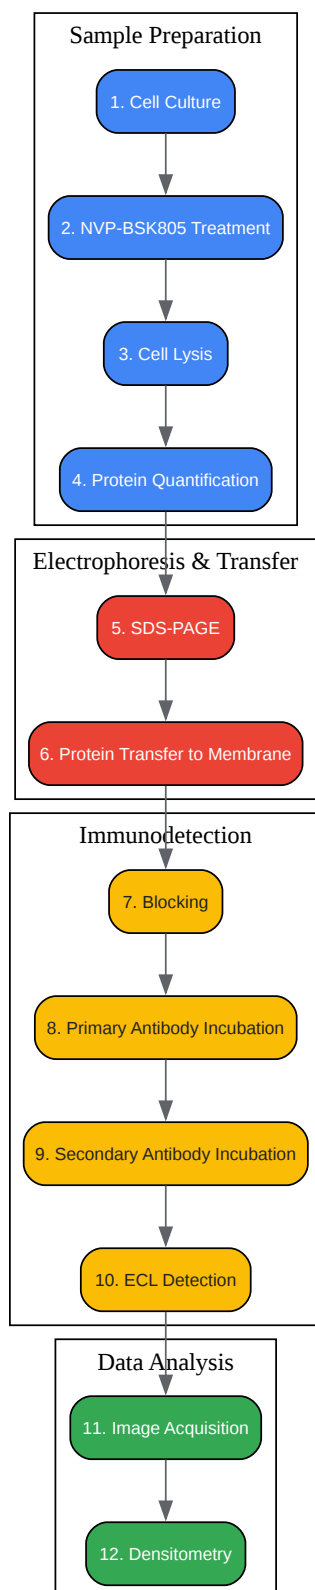 Sample Preparation
1. Cell Culture
2. NVP-BSK805 Treatment
3. Cell Lysis
4. Protein Quantification
Electrophoresis & Transfer
5. SDS-PAGE
6. Protein Transfer to Membrane
Immunodetection
7. Blocking
8. Primary Antibody Incubation
9. Secondary Antibody Incubation
10. ECL Detection
Data Analysis
11. Image Acquisition
12. Densitometry